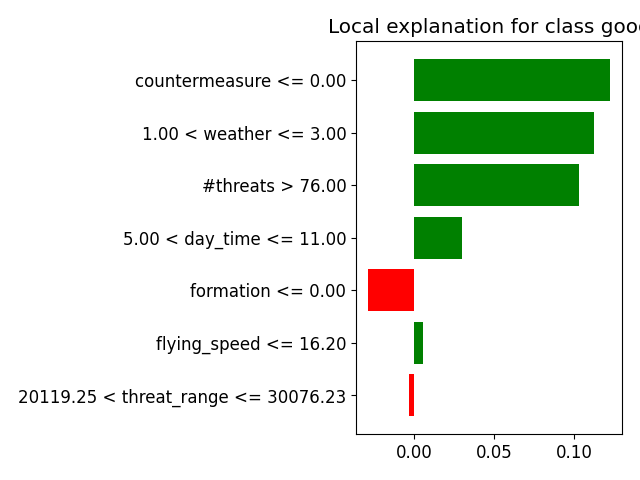 Local explanation for class good
countermeasure <= 0.00
1.00 < weather <= 3.00
#threats > 76.00
5.00 < day_time <= 11.00
formation <= 0.00
flying_speed <= 16.20
20119.25 < threat_range <= 30076.23
0.00 0.05 0.10